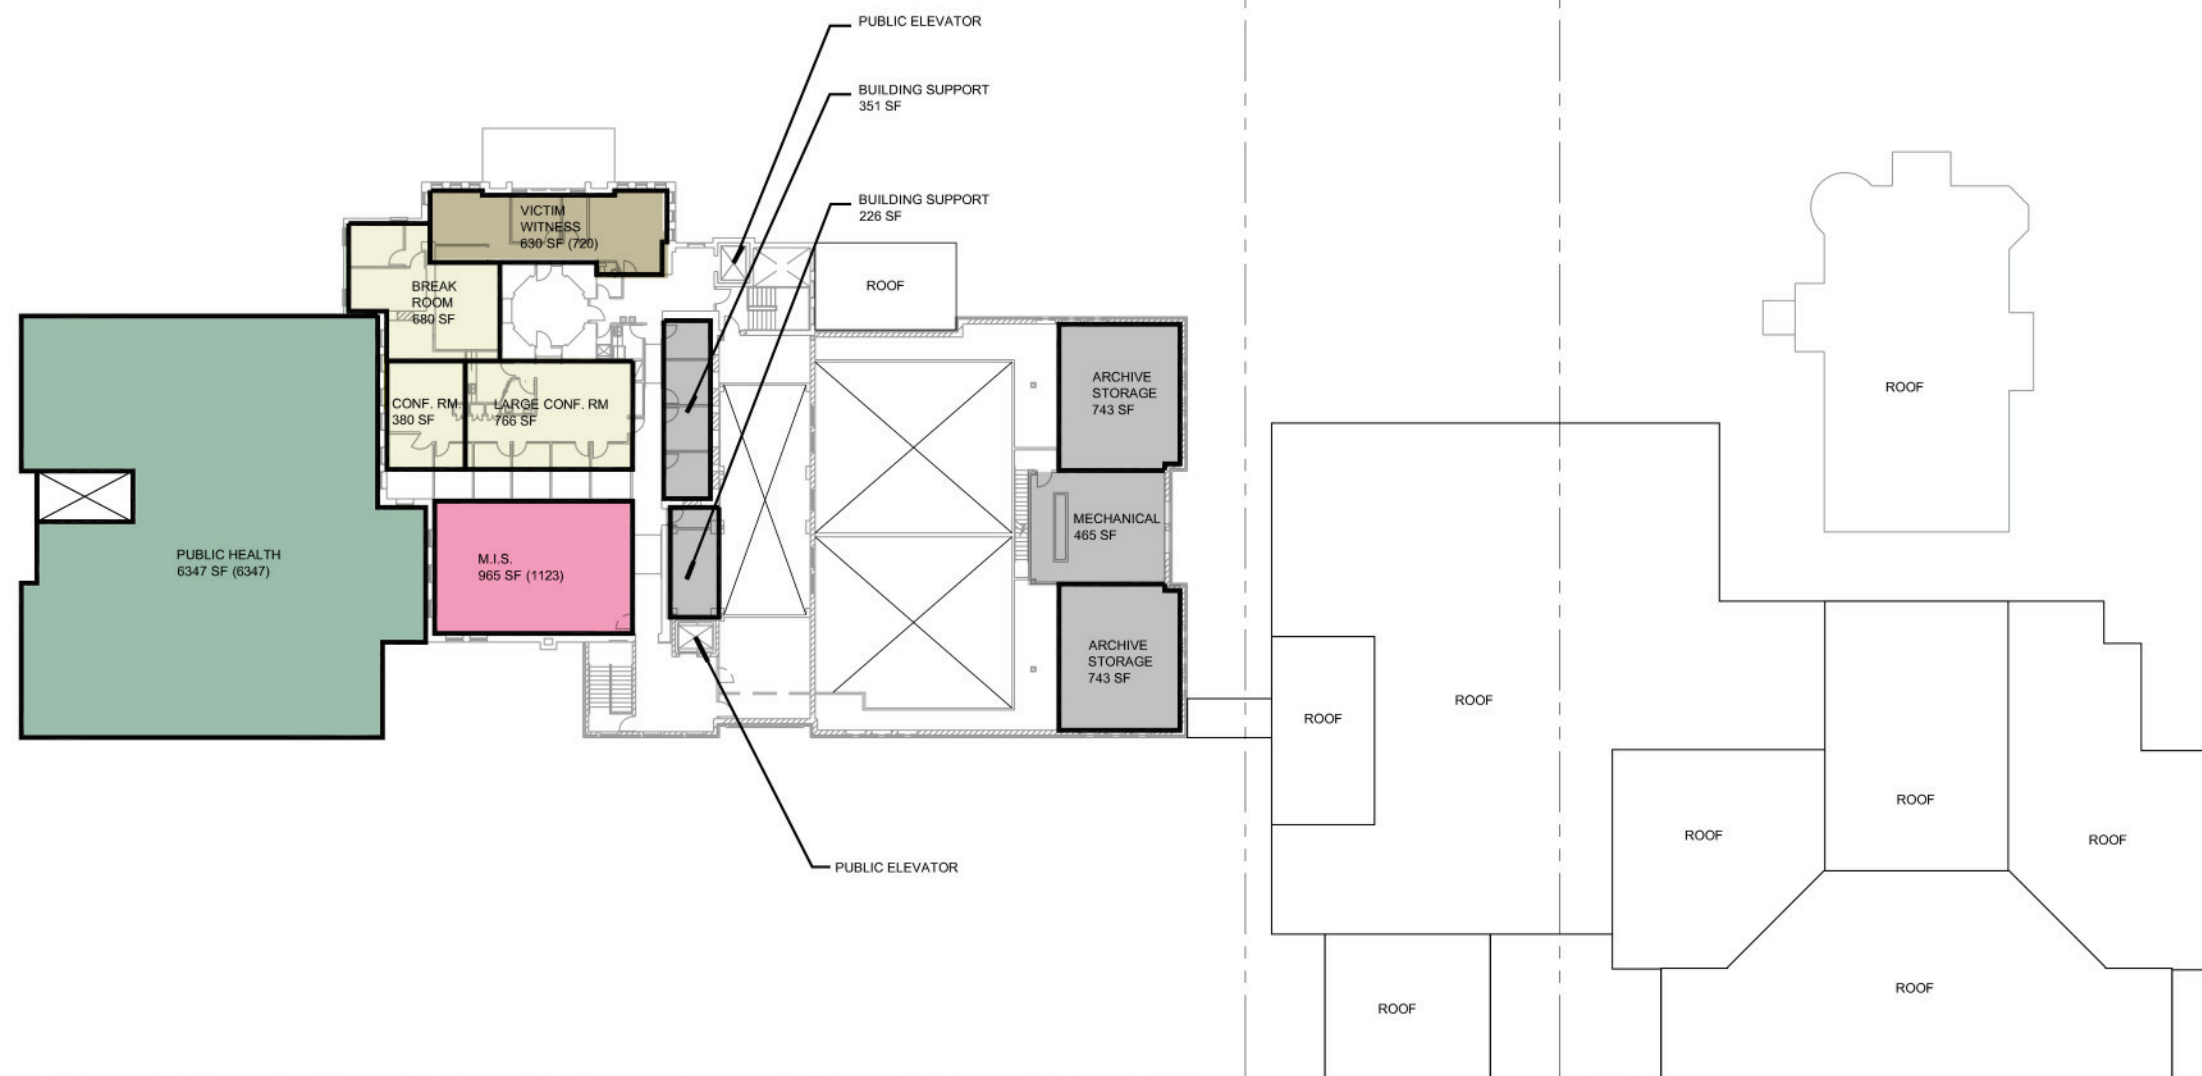 PUBLIC ELEVATOR
BUILDING SUPPORT
351 SF
BUILDING SUPPORT
226 SF
VICTIM
WITNESS
630 SF (720)
BREAK
ROOM
680 SF
ROOF
CONF. RM.
380 SF
LARGE CONF. RM
766 SF
ARCHIVE
STORAGE
743 SF
MECHANICAL
465 SF
PUBLIC HEALTH
6347 SF (6347)
M.I.S.
965 SF (1123)
ARCHIVE
STORAGE
743 SF
PUBLIC ELEVATOR
ROOF
ROOF
ROOF
ROOF
ROOF
ROOF
ROOF
ROOF